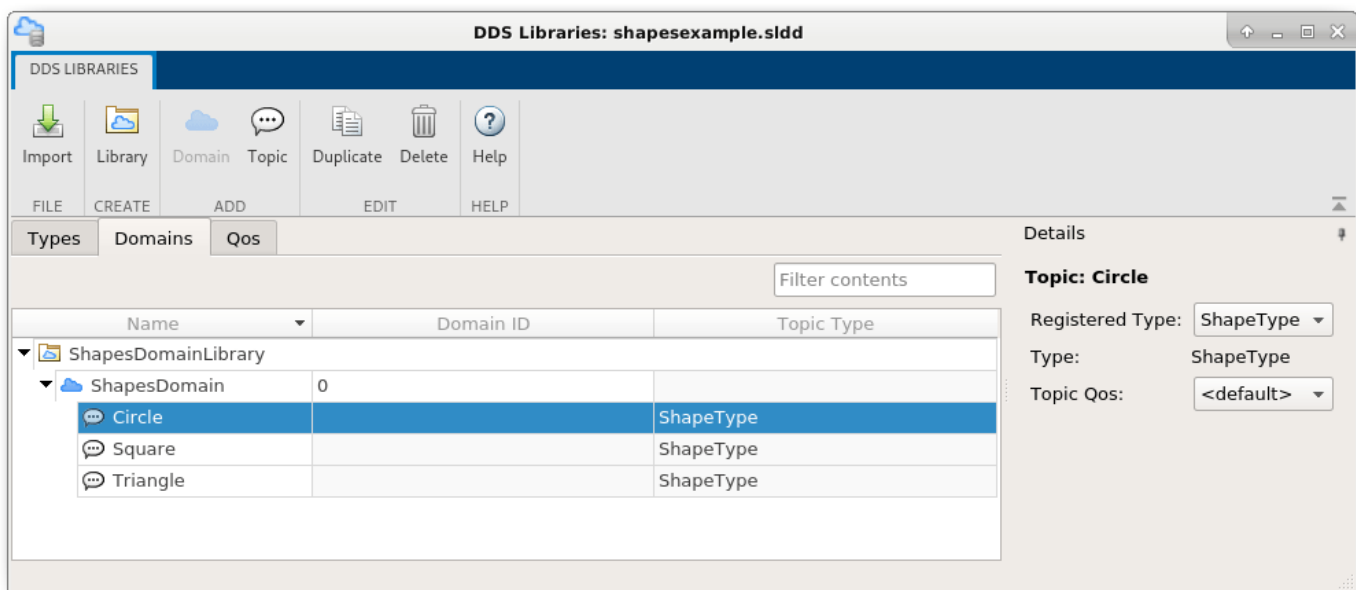 DDS Libraries: shapesexample.sldd
DDS LIBRARIES
Import Library Domain Topic Duplicate Delete Help
FILE CREATE ADD EDIT HELP
Types Domains Qos
Filter contents
Name Domain ID Topic Type
ShapesDomainLibrary
ShapesDomain 0
Circle ShapeType
Square ShapeType
Triangle ShapeType
Details
Topic: Circle
Registered Type: ShapeType
Type: ShapeType
Topic Qos: <default>